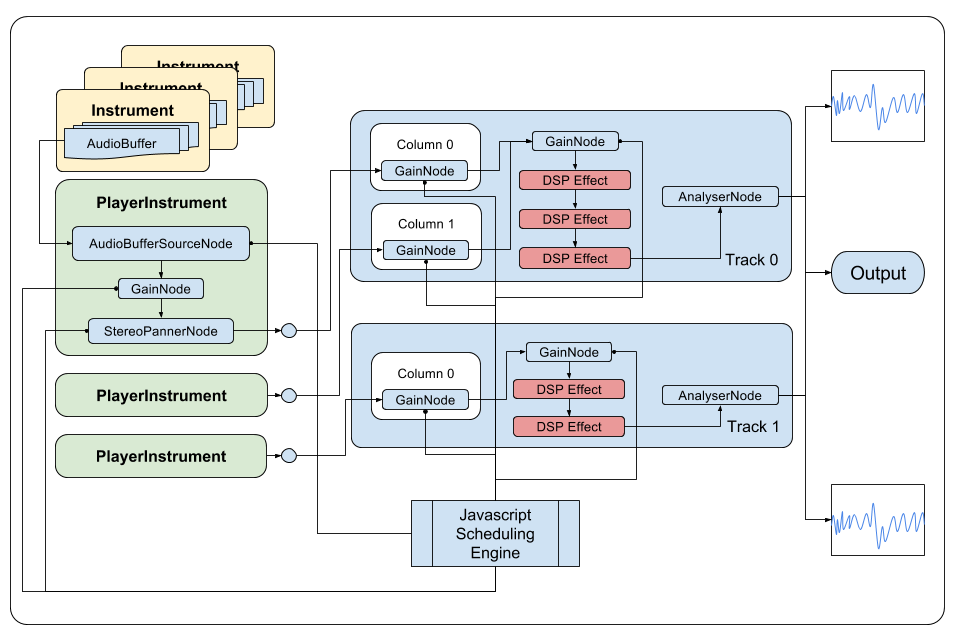 Instrument
Instrument
Instrument
AudioBuffer
PlayerInstrument
AudioBufferSourceNode
GainNode
StereoPannerNode
PlayerInstrument
PlayerInstrument
Column 0
GainNode
Column 1
GainNode
GainNode
DSP Effect
DSP Effect
DSP Effect
AnalyserNode
Track 0
Column 0
GainNode
GainNode
DSP Effect
DSP Effect
AnalyserNode
Track 1
Javascript
Scheduling
Engine
Output